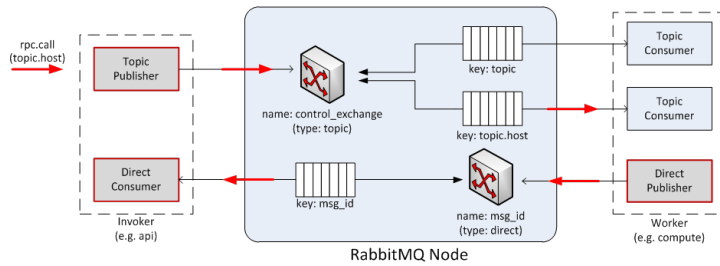 rpc.call
(topic.host)
Topic
Publisher
name: control_exchange
(type: topic)
key: topic
Topic
Consumer
key: topic.host
Topic
Consumer
Direct
Consumer
key: msg_id
name: msg_id
(type: direct)
Direct
Publisher
Invoker
(e.g. api)
Worker
(e.g. compute)
RabbitMQ Node